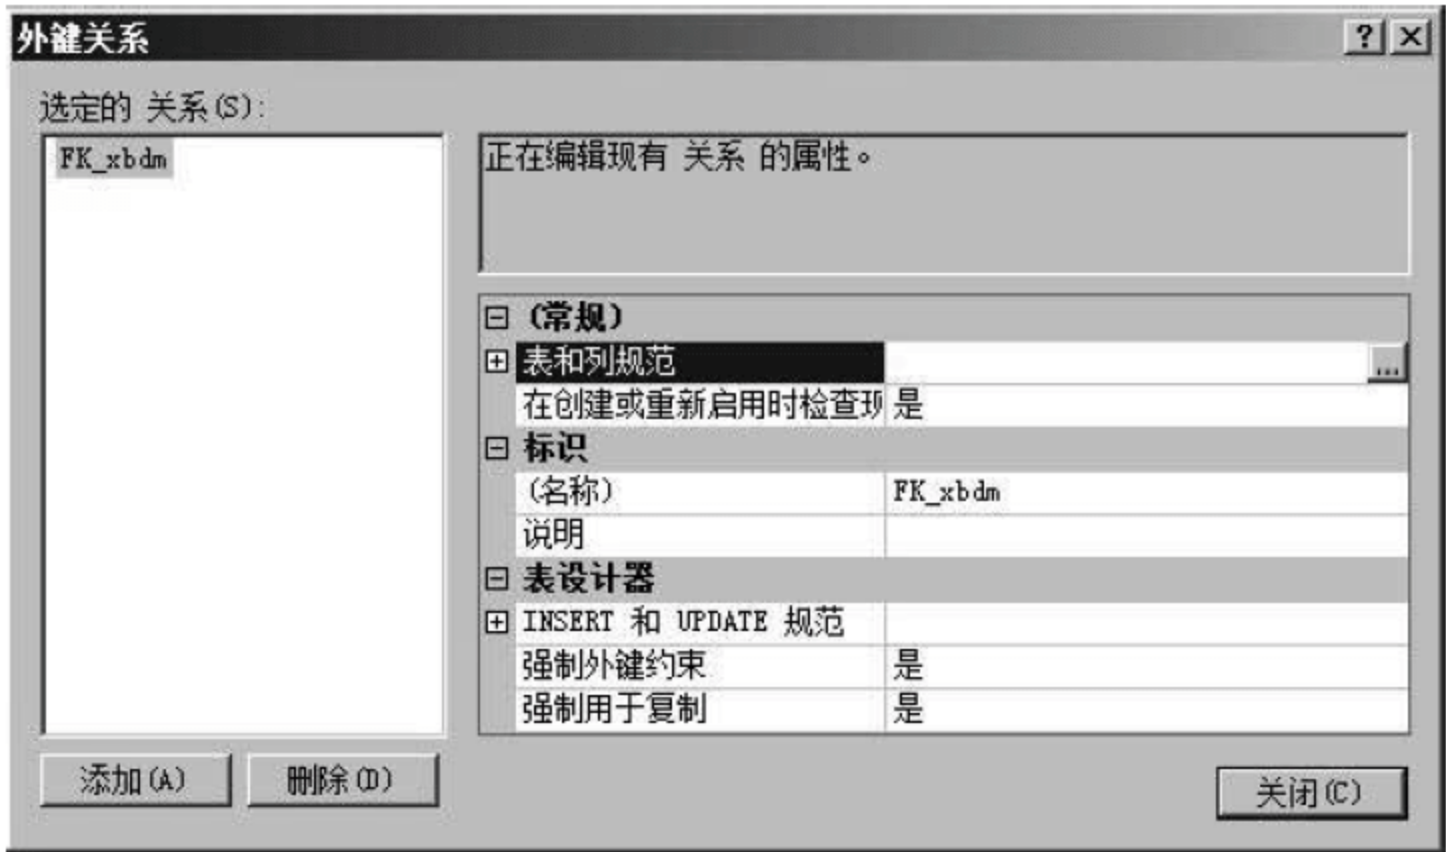 外键关系
选定的 关系(S):
FK_xbdm
正在编辑现有 关系 的属性。
(常规)
表和列规范
...
在创建或重新启用时检查现 是
标识
(名称) FK_xbdm
说明
表设计器
INSERT 和 UPDATE 规范
强制外键约束 是
强制用于复制 是
添加(A) 删除(D)
关闭(C)